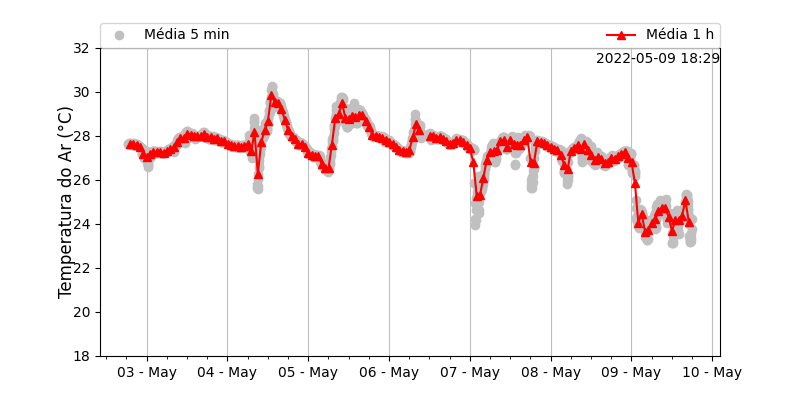 Média 5 min
Média 1 h
2022-05-09 18:29
Temperatura do Ar (°C)
32
30
28
26
24
22
20
18
03 - May
04 - May
05 - May
06 - May
07 - May
08 - May
09 - May
10 - May